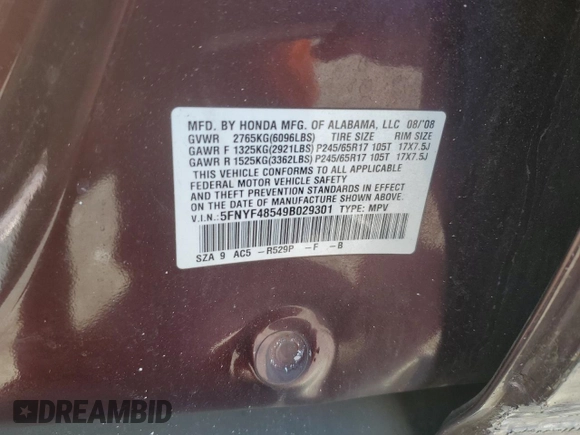 MFD. BY HONDA MFG. OF ALABAMA, LLC 08/'08
GVWR 2765KG(6096LBS) TIRE SIZE RIM SIZE
GAWR F 1325KG(2921LBS)P245/65R17 105T 17X7.5J
GAWR R 1525KG(3362LBS)P245/65R17 105T 17X7.5J
THIS VEHICLE CONFORMS TO ALL APPLICABLE
FEDERAL MOTOR VEHICLE SAFETY
AND THEFT PREVENTION STANDARDS IN EFFECT
ON THE DATE OF MANUFACTURE SHOWN ABOVE.
V.I.N.:5FNYF48549B029301 TYPE: MPV
SZA 9 AC5 -R529P -F -B
DREAMBID